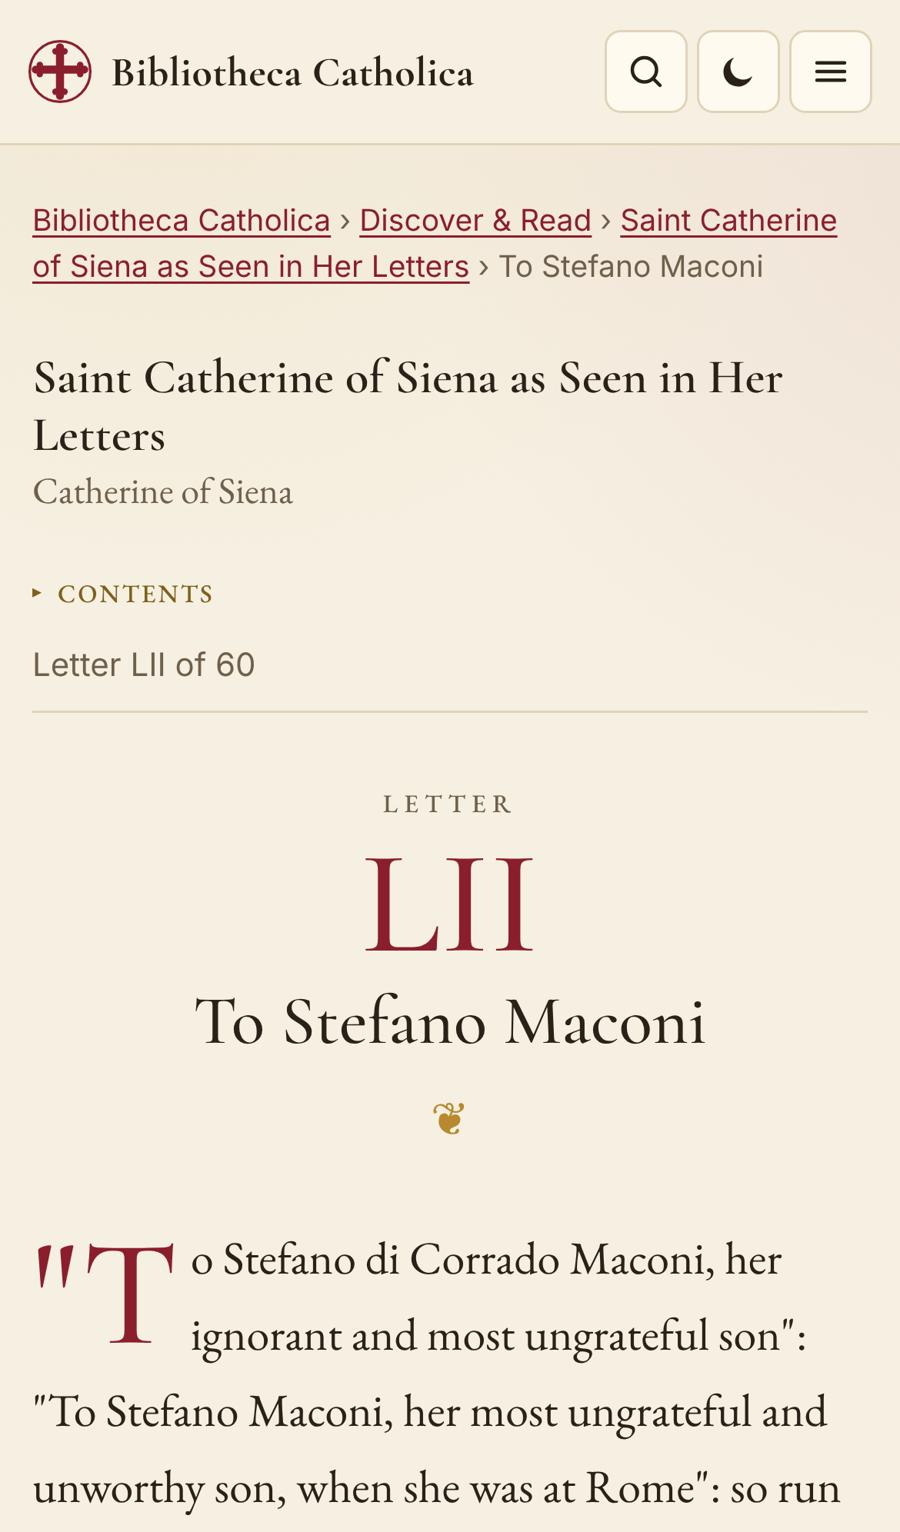 Bibliotheca Catholica
Bibliotheca Catholica › Discover & Read › Saint Catherine
of Siena as Seen in Her Letters › To Stefano Maconi
Saint Catherine of Siena as Seen in Her
Letters
Catherine of Siena
▸ CONTENTS
Letter LII of 60
LETTER
LII
To Stefano Maconi
❦
"To Stefano di Corrado Maconi, her
ignorant and most ungrateful son":
"To Stefano Maconi, her most ungrateful and
unworthy son, when she was at Rome": so run